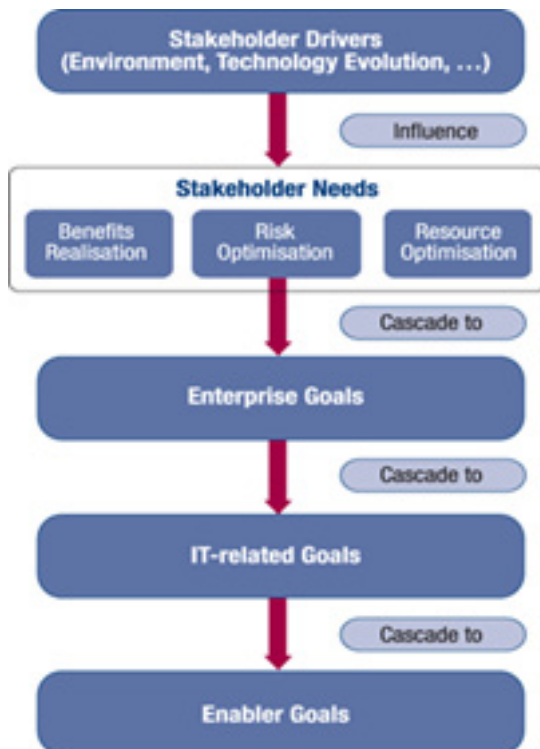 Stakeholder Drivers
(Environment, Technology Evolution, …)
Influence
Stakeholder Needs
Benefits
Realisation
Risk
Optimisation
Resource
Optimisation
Cascade to
Enterprise Goals
Cascade to
IT-related Goals
Cascade to
Enabler Goals